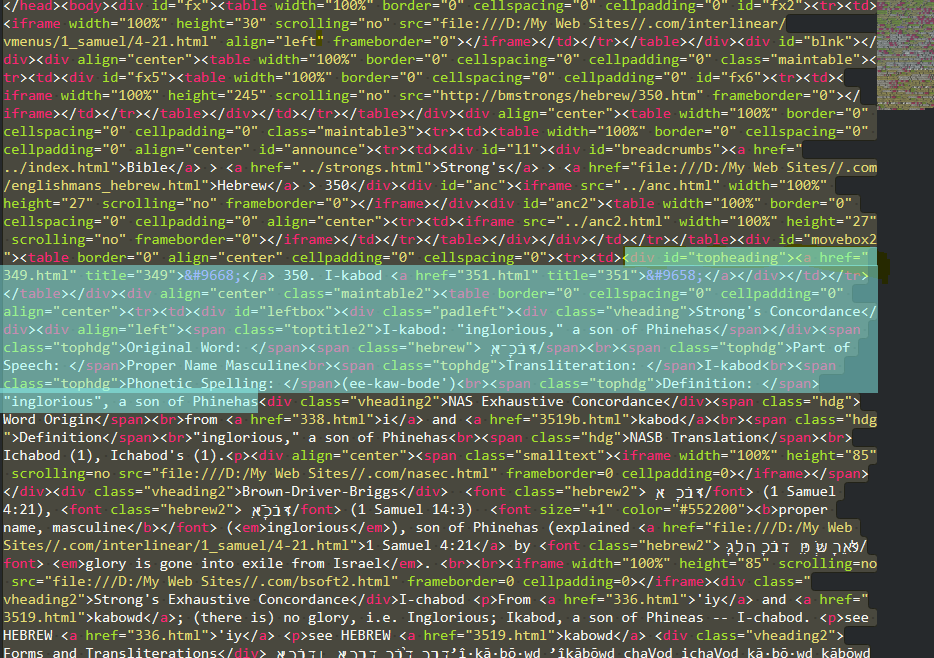 </head><body><div id="fx"><table width="100%" border="0" cellspacing="0" cellpadding="0" id="fx2"><tr><td>
<iframe width="100%" height="30" scrolling="no" src="file:///D:/My Web Sites//.com/interlinear/
vmenus/1_samuel/4-21.html" align="left" frameborder="0"></iframe></td></tr></table></div><div id="blnk"></
div><div align="center"><table width="100%" border="0" cellspacing="0" cellpadding="0" class="maintable"><
tr><td><div id="fx5"><table width="100%" border="0" cellspacing="0" cellpadding="0" id="fx6"><tr><td><
iframe width="100%" height="245" scrolling="no" src="http://bmstrongs/hebrew/350.htm" frameborder="0"></
iframe></td></tr></table></div></td></tr></table></div><div align="center"><table width="100%" border="0"
cellspacing="0" cellpadding="0" class="maintable3"><tr><td><table width="100%" border="0" cellspacing="0"
cellpadding="0" align="center" id="announce"><tr><td><div id="l1"><div id="breadcrumbs"><a href="
../index.html">Bible</a> > <a href="../strongs.html">Strong's</a> > <a href="file:///D:/My Web Sites//.com
/englishmans_hebrew.html">Hebrew</a> > 350</div><div id="anc"><iframe src="../anc.html" width="100%"
height="27" scrolling="no" frameborder="0"></iframe></div><div id="anc2"><table width="100%" border="0"
cellspacing="0" cellpadding="0" align="center"><tr><td><iframe src="../anc2.html" width="100%" height="27"
scrolling="no" frameborder="0"></iframe></td></tr></table></div></div></td></tr></table><div id="movebox2
"><table border="0" align="center" cellpadding="0" cellspacing="0"><tr><td><div id="topheading"><a href="
349.html" title="349">&#9668;</a> 350. I-kabod <a href="351.html" title="351">&#9658;</a></div></td></tr>
</table></div><div align="center" class="maintable2"><table border="0" cellspacing="0" cellpadding="0"
align="center"><tr><td><div id="leftbox"><div class="padleft"><div class="vheading">Strong's Concordance</
div><div align="left"><span class="toptitle2">I-kabod: "inglorious," a son of Phinehas</span></div><span
class="tophdg">Original Word: </span><span class="hebrew"> /span><br><span class="tophdg">Part of
Speech: </span>Proper Name Masculine<br><span class="tophdg">Transliteration: </span>I-kabod<br><span
class="tophdg">Phonetic Spelling: </span>(ee-kaw-bode')<br><span class="tophdg">Definition: </span>
"inglorious", a son of Phinehas<div class="vheading2">NAS Exhaustive Concordance</div><span class="hdg">
Word Origin</span><br>from <a href="338.html">i</a> and <a href="3519b.html">kabod</a><br><span class="hdg
">Definition</span><br>"inglorious," a son of Phinehas<br><span class="hdg">NASB Translation</span><br>
Ichabod (1), Ichabod's (1).<p><div align="center"><span class="smalltext"><iframe width="100%" height="85"
scrolling=no src="file:///D:/My Web Sites//.com/nasec.html" frameborder=0 cellpadding=0></iframe></span>
</div><div class="vheading2">Brown-Driver-Briggs</div> <font class="hebrew2"> /font> (1 Samuel
4:21), <font class="hebrew2"> /font> (1 Samuel 14:3) <font size="+1" color="#552200"><b>proper
name, masculine</b></font> (<em>inglorious</em>), son of Phinehas (explained <a href="file:///D:/My Web
Sites//.com/interlinear/1_samuel/4-21.html">1 Samuel 4:21</a> by <font class="hebrew2"> /
font> <em>glory is gone into exile from Israel</em>. <br><br><iframe width="100%" height="85" scrolling=no
src="file:///D:/My Web Sites//.com/bsoft2.html" frameborder=0 cellpadding=0></iframe><div class="
vheading2">Strong's Exhaustive Concordance</div>I-chabod <p>From <a href="336.html">'iy</a> and <a href="
3519.html">kabowd</a>; (there is) no glory, i.e. Inglorious; Ikabod, a son of Phineas -- I-chabod. <p>see
HEBREW <a href="336.html">'iy</a> <p>see HEBREW <a href="3519.html">kabowd</a> <div class="vheading2">
Forms and Transliterations</div> ’î·ḵā·ḇō·wḏ ’îḵāḇōwḏ chaVod ichaVod ḵā·ḇō·wḏ ḵāḇōwḏ